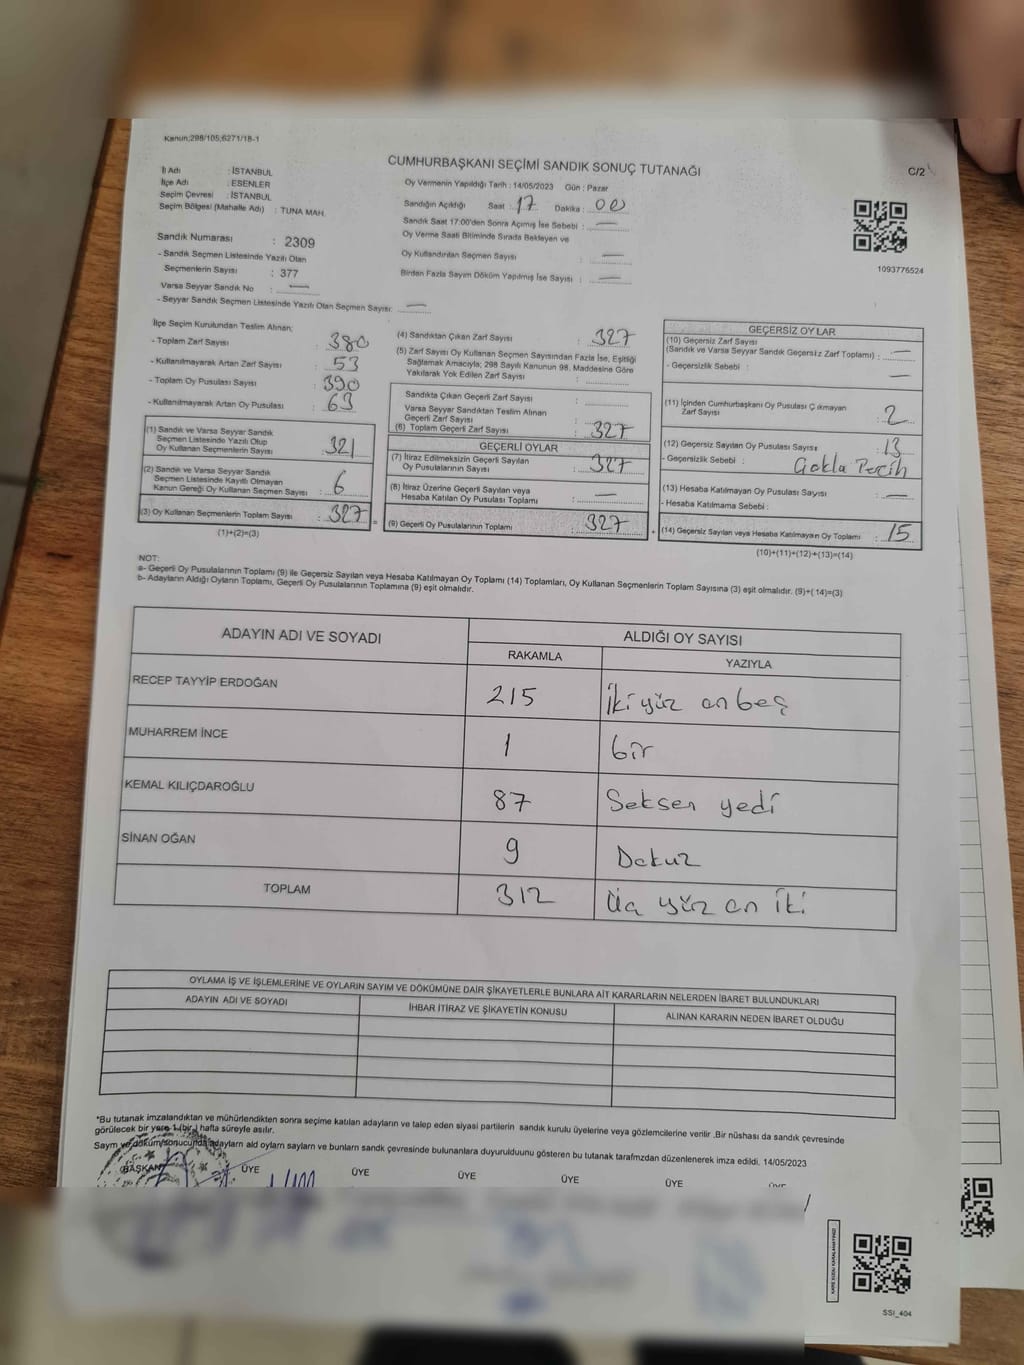 Kanun;298/105;6271/18-1
CUMHURBAŞKANI SEÇİMİ SANDIK SONUÇ TUTANAĞI
C/2
İl Adı : İSTANBUL
İlçe Adı : ESENLER
Seçim Çevresi : İSTANBUL
Seçim Bölgesi (Mahalle Adı) : TUNA MAH.
Oy Vermenin Yapıldığı Tarih : 14/05/2023 Gün : Pazar
Sandığın Açıldığı Saat : 17 Dakika : 00
Sandık Saat 17:00'den Sonra Açımış İse Sebebi : —
Oy Verme Saati Bitiminde Sırada Bekleyen ve
Oy Kullandırılan Seçmen Sayısı : —
Birden Fazla Sayım Döküm Yapılmış İse Sayısı : —
1093776524
Sandık Numarası : 2309
- Sandık Seçmen Listesinde Yazılı Olan
Seçmenlerin Sayısı : 377
Varsa Seyyar Sandık No : —
- Seyyar Sandık Seçmen Listesinde Yazılı Olan Seçmen Sayısı: —
İlçe Seçim Kurulundan Teslim Alınan;
- Toplam Zarf Sayısı : 380
- Kullanılmayarak Artan Zarf Sayısı : 53
- Toplam Oy Pusulası Sayısı : 390
- Kullanılmayarak Artan Oy Pusulası : 63
(1) Sandık ve Varsa Seyyar Sandık
Seçmen Listesinde Yazılı Olup
Oy Kullanan Seçmen Sayısı : 321
(2) Sandık ve Varsa Seyyar Sandık
Seçmen Listesinde Kayıtlı Olmayan
Kanun Gereği Oy Kullanan Seçmen Sayısı : 6
(3) Oy Kullanan Seçmenlerin Toplam Sayısı : 327
(1)+(2)=(3)
(4) Sandıktan Çıkan Zarf Sayısı : 327
(5) Zarf Sayısı Oy Kullanan Seçmen Sayısından Fazla İse, Eşitliği
Sağlamak Amacıyla; 298 Sayılı Kanunun 98. Maddesine Göre
Yakılarak Yok Edilen Zarf Sayısı :
Sandıkta Çıkan Geçerli Zarf Sayısı :
Varsa Seyyar Sandıktan Teslim Alınan
Geçerli Zarf Sayısı :
(6) Toplam Geçerli Zarf Sayısı : 327
GEÇERLİ OYLAR
(7) İtiraz Edilmeksizin Geçerli Sayılan
Oy Pusulalarının Sayısı : 327
(8) İtiraz Üzerine Geçerli Sayılan veya
Hesaba Katılan Oy Pusulası Toplamı : —
(9) Geçerli Oy Pusulalarının Toplamı : 327
GEÇERSİZ OYLAR
(10) Geçersiz Zarf Sayısı
(Sandık ve Varsa Seyyar Sandık Geçersiz Zarf Toplamı) : —
- Geçersizlik Sebebi : —
(11) İçinden Cumhurbaşkanı Oy Pusulası Çıkmayan
Zarf Sayısı : 2
(12) Geçersiz Sayılan Oy Pusulası Sayısı : 13
- Geçersizlik Sebebi :
(13) Hesaba Katılmayan Oy Pusulası Sayısı : —
- Hesaba Katılmama Sebebi :
(14) Geçersiz Sayılan veya Hesaba Katılmayan Oy Toplamı : 15
(10)+(11)+(12)+(13)=(14)
NOT:
a- Geçerli Oy Pusulalarının Toplamı (9) ile Geçersiz Sayılan veya Hesaba Katılmayan Oy Toplamı (14) Toplamları, Oy Kullanan Seçmenlerin Toplam Sayısına (3) eşit olmalıdır. (9)+(14)=(3)
b- Adayların Aldığı Oyların Toplamı, Geçerli Oy Pusulalarının Toplamına (9) eşit olmalıdır.
ADAYIN ADI VE SOYADI
ALDIĞI OY SAYISI
RAKAMLA YAZIYLA
RECEP TAYYİP ERDOĞAN 215 İki yüz on beş
MUHARREM İNCE 1 bir
KEMAL KILIÇDAROĞLU 87 Seksen yedi
SİNAN OĞAN 9 Dokuz
TOPLAM 312 Üç yüz on iki
OYLAMA İŞ VE İŞLEMLERİNE VE OYLARIN SAYIM VE DÖKÜMÜNE DAİR ŞİKAYETLERLE BUNLARA AİT KARARLARIN NELERDEN İBARET BULUNDUKLARI
ADAYIN ADI VE SOYADI İHBAR İTİRAZ VE ŞİKAYETİN KONUSU ALINAN KARARIN NEDEN İBARET OLDUĞU
*Bu tutanak imzalandıktan ve mühürlendikten sonra seçime katılan adayların ve talep eden siyasi partilerin sandık kurulu üyelerine veya gözlemcilerine verilir .Bir nüshası da sandık çevresinde
görülecek bir yere 1 (bir) hafta süreyle asılır.
Sayım ve döküm sonucunda adayların ald oyların sayları ve bunların sandk çevresinde bulunanlara duyurulduunu gösteren bu tutanak tarafmzdan düzenlenerek imza edildi. 14/05/2023
BAŞKAN ÜYE ÜYE ÜYE ÜYE ÜYE ÜYE
SSI_404